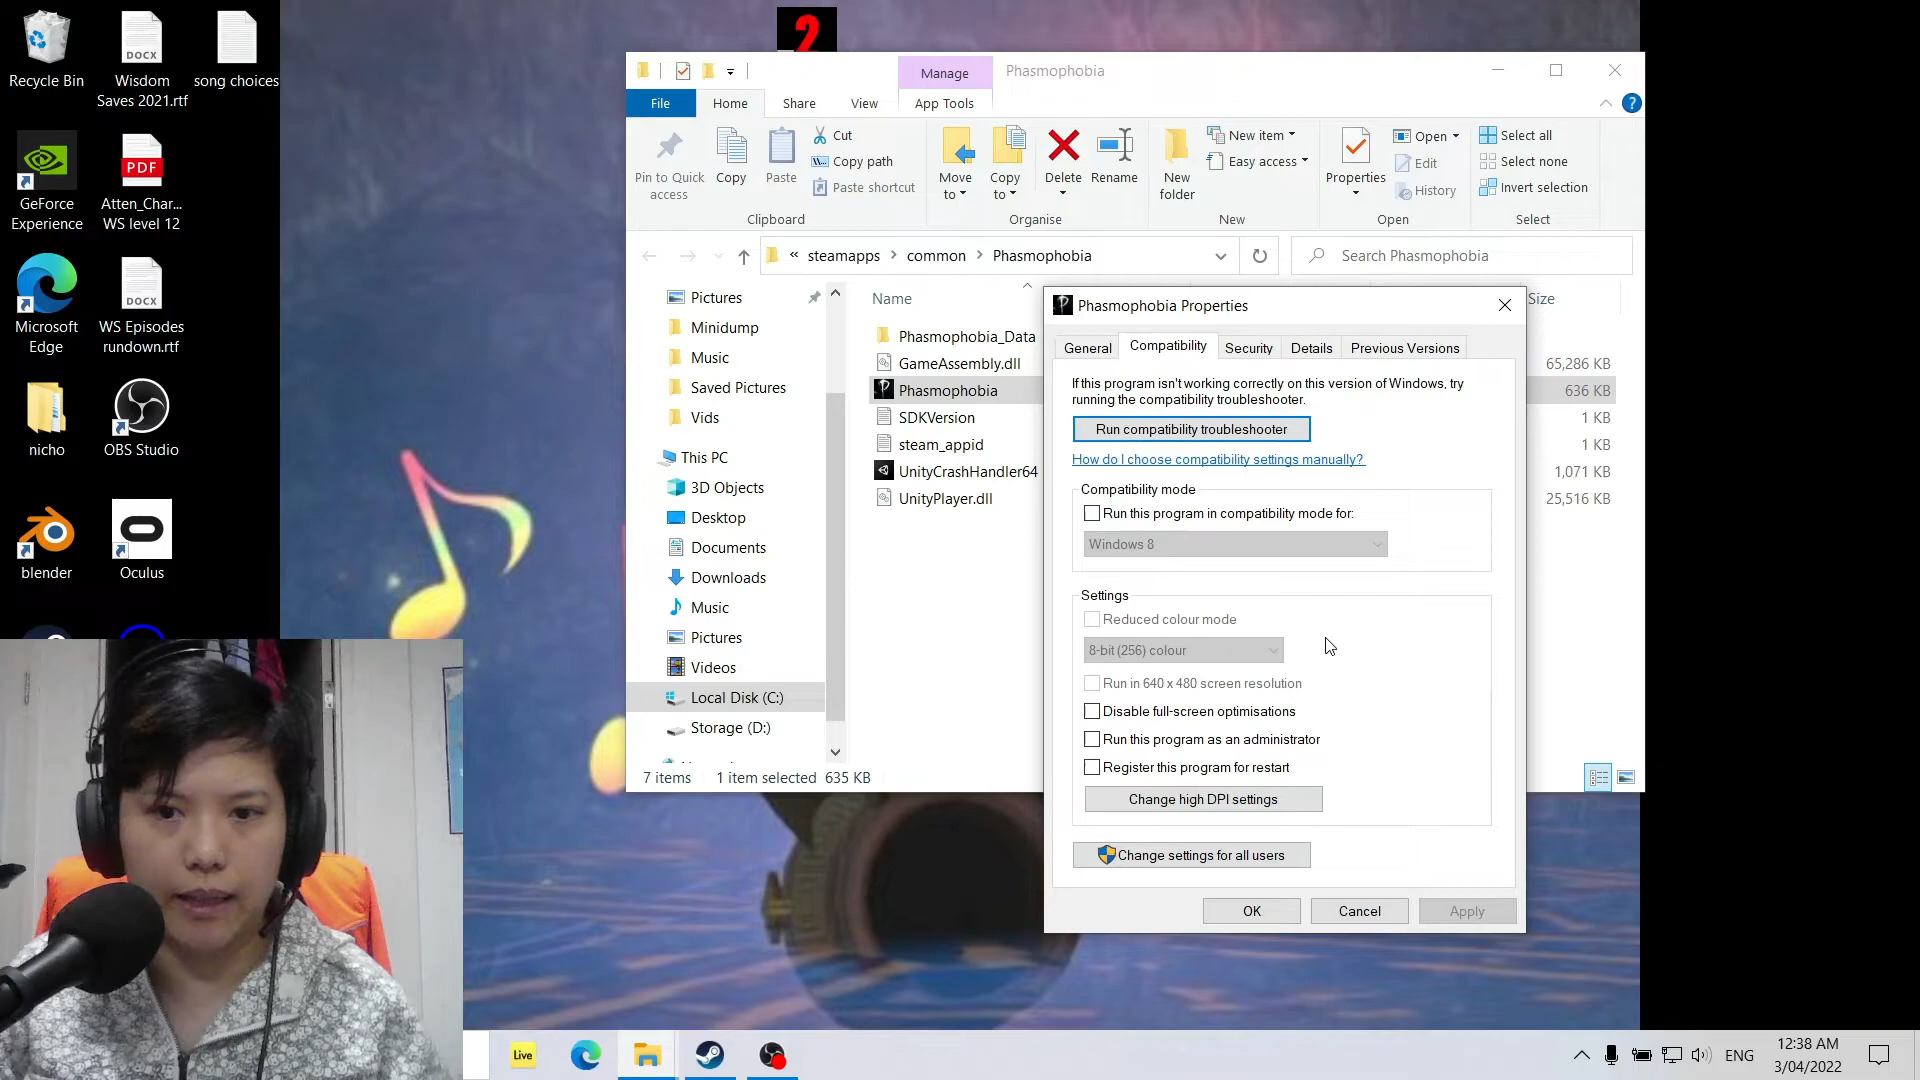 Recycle Bin
Wisdom Saves 2021.rtf
song choices
GeForce Experience
Atten_Char... WS level 12
Microsoft Edge
WS Episodes rundown.rtf
nicho
OBS Studio
blender
Oculus
DOCX
PDF
DOCX
2
Manage
Phasmophobia
File
Home
Share
View
App Tools
Pin to Quick access
Copy
Paste
Cut
Copy path
Paste shortcut
Clipboard
Move to
Copy to
Delete
Rename
Organise
New folder
New item
Easy access
New
Properties
Open
Edit
History
Open
Select all
Select none
Invert selection
Select
« steamapps > common > Phasmophobia
Search Phasmophobia
Pictures
Minidump
Music
Saved Pictures
Vids
This PC
3D Objects
Desktop
Documents
Downloads
Music
Pictures
Videos
Local Disk (C:)
Storage (D:)
Name
Size
Phasmophobia_Data
GameAssembly.dll
65,286 KB
Phasmophobia
636 KB
SDKVersion
1 KB
steam_appid
1 KB
UnityCrashHandler64
1,071 KB
UnityPlayer.dll
25,516 KB
7 items
1 item selected 635 KB
Phasmophobia Properties
General
Compatibility
Security
Details
Previous Versions
If this program isn't working correctly on this version of Windows, try
running the compatibility troubleshooter.
Run compatibility troubleshooter
How do I choose compatibility settings manually?
Compatibility mode
Run this program in compatibility mode for:
Windows 8
Settings
Reduced colour mode
8-bit (256) colour
Run in 640 x 480 screen resolution
Disable full-screen optimisations
Run this program as an administrator
Register this program for restart
Change high DPI settings
Change settings for all users
OK
Cancel
Apply
Live
ENG
12:38 AM
3/04/2022